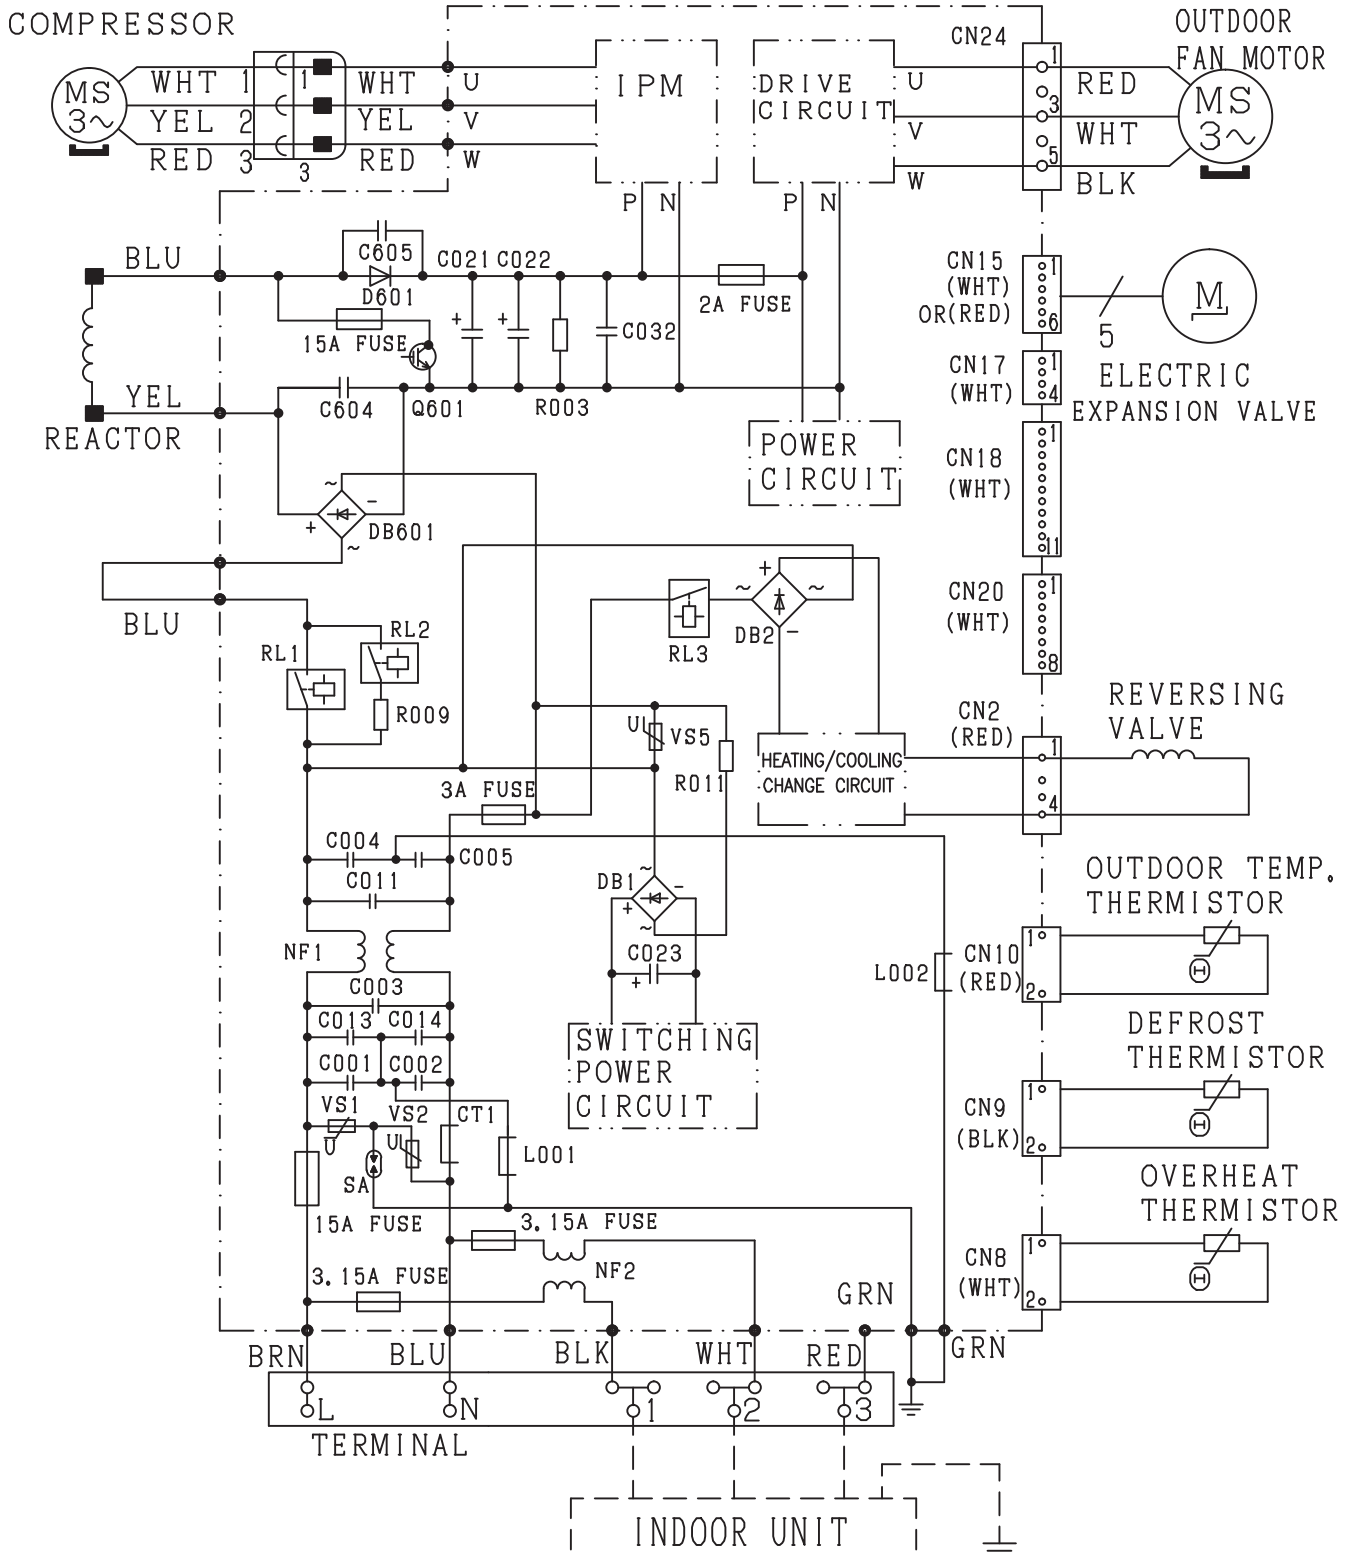 COMPRESSOR
OUTDOOR
FAN MOTOR
CN24
MS
3~
WHT 1
YEL 2
RED 3
1
3
WHT
YEL
RED
U
V
W
IPM
DRIVE
CIRCUIT
U
V
W
1
3
5
RED
WHT
BLK
MS
3~
P N
P N
BLU
C605
D601
C021
C022
+
+
15A FUSE
R003
C032
2A FUSE
CN15
(WHT)
OR(RED)
1
6
5
M
ELECTRIC
EXPANSION VALVE
CN17
(WHT)
1
4
YEL
REACTOR
C604
Q601
POWER
CIRCUIT
CN18
(WHT)
1
11
~
-
+
~
DB601
BLU
CN20
(WHT)
1
8
+
~
~
-
DB2
RL3
RL1
RL2
R009
U
VS5
R011
HEATING/COOLING
CHANGE CIRCUIT
CN2
(RED)
1
4
REVERSING
VALVE
3A FUSE
C004
C005
C011
DB1
~
-
+
~
C023
+
NF1
C003
C013
C014
C001
C002
SWITCHING
POWER
CIRCUIT
L002
OUTDOOR TEMP.
THERMISTOR
CN10
(RED)
1
2
Θ
DEFROST
THERMISTOR
CN9
(BLK)
1
2
Θ
OVERHEAT
THERMISTOR
CN8
(WHT)
1
2
Θ
VS1
U
VS2
U
CT1
L001
SA
15A FUSE
3.15A FUSE
3.15A FUSE
NF2
GRN
GRN
BRN
BLU
BLK
WHT
RED
L
N
1
2
3
TERMINAL
INDOOR UNIT